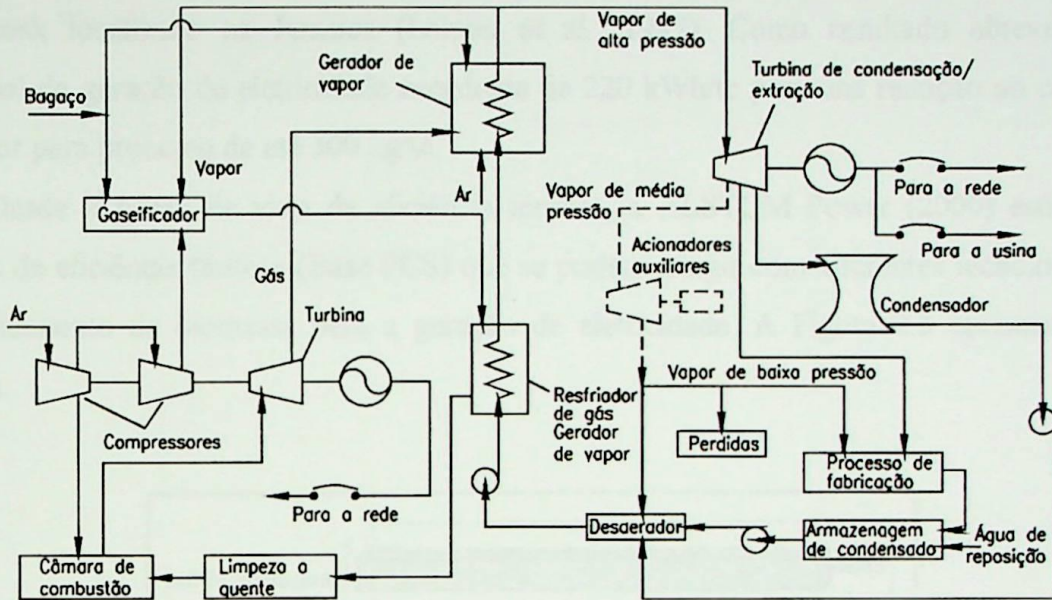 Vapor de
alta pressão
Gerador de
vapor
Turbina de condensação/
extração
Bagaço
Vapor
Ar
Para a rede
Vapor de média
pressão
Gaseificador
Acionadores
auxiliares
Para a usina
Gás
Condensador
Ar
Turbina
Vapor de baixo pressão
Resfriador
de gás
Gerador
de vapor
Compressores
Perdidas
Processo de
fabricação
Para a rede
Desaerador
Armazenagem
de condensado
Água de
reposição
Câmara de
combustão
Limpeza a
quente